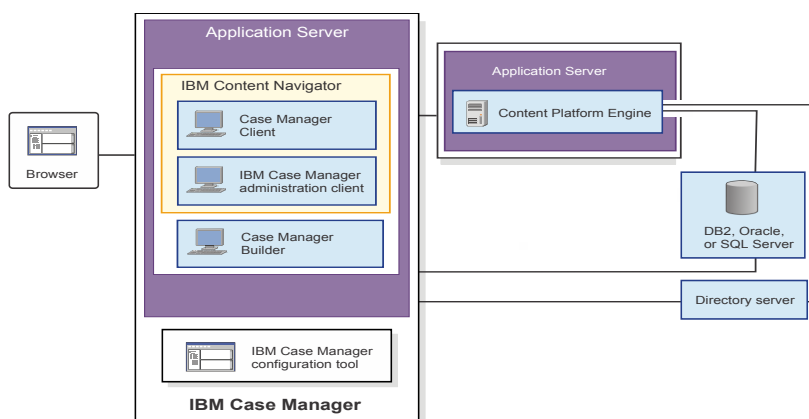 Application Server
IBM Content Navigator
Case Manager
Client
IBM Case Manager
administration client
Case Manager
Builder
IBM Case Manager
configuration tool
IBM Case Manager
Browser
Application Server
Content Platform Engine
DB2, Oracle,
or SQL Server
Directory server